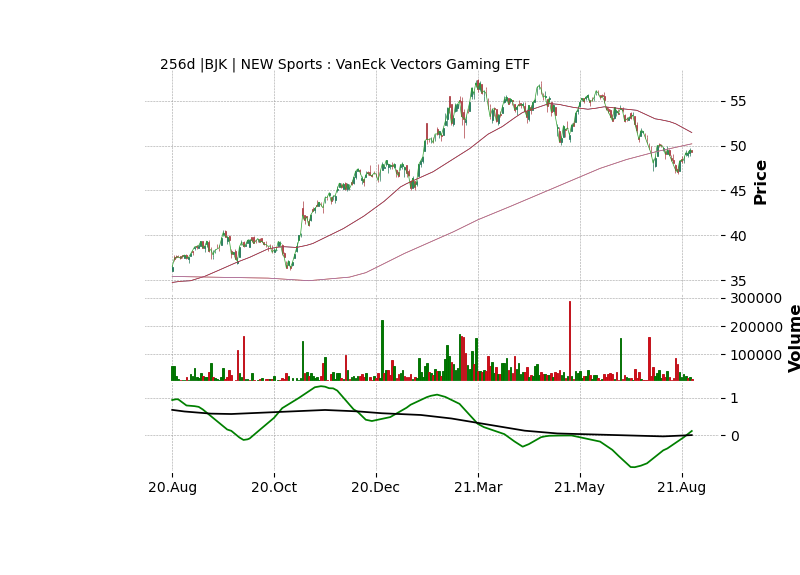 256d |BJK | NEW Sports : VanEck Vectors Gaming ETF
55
50
45
40
35
Price
300000
200000
100000
Volume
1
0
20.Aug 20.Oct 20.Dec 21.Mar 21.May 21.Aug